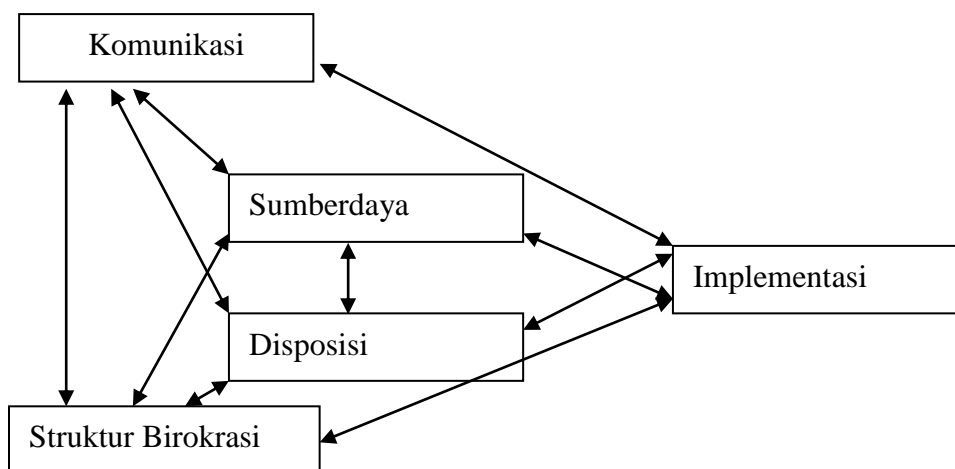 Komunikasi
Sumberdaya
Implementasi
Disposisi
Struktur Birokrasi